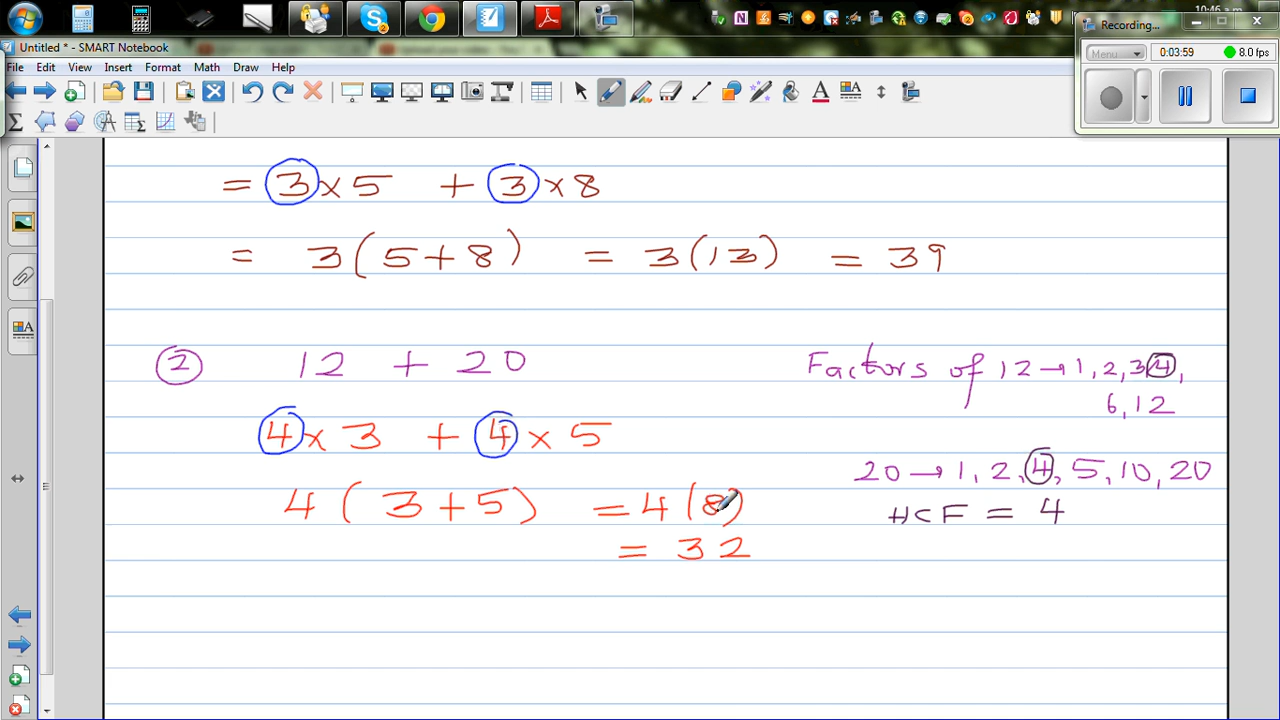 10:46 a.m.
Recording...
Menu
0:03:59
8.0 fps
Untitled * - SMART Notebook
File Edit View Insert Format Math Draw Help
= 3 × 5 + 3 × 8
= 3 ( 5 + 8 ) = 3 ( 13 ) = 39
② 12 + 20
Factors of 12 → 1, 2, 3 4,
6, 12
4 × 3 + 4 × 5
20 → 1, 2, 4, 5, 10, 20
4 ( 3 + 5 ) = 4 ( 8 )
HCF = 4
= 32